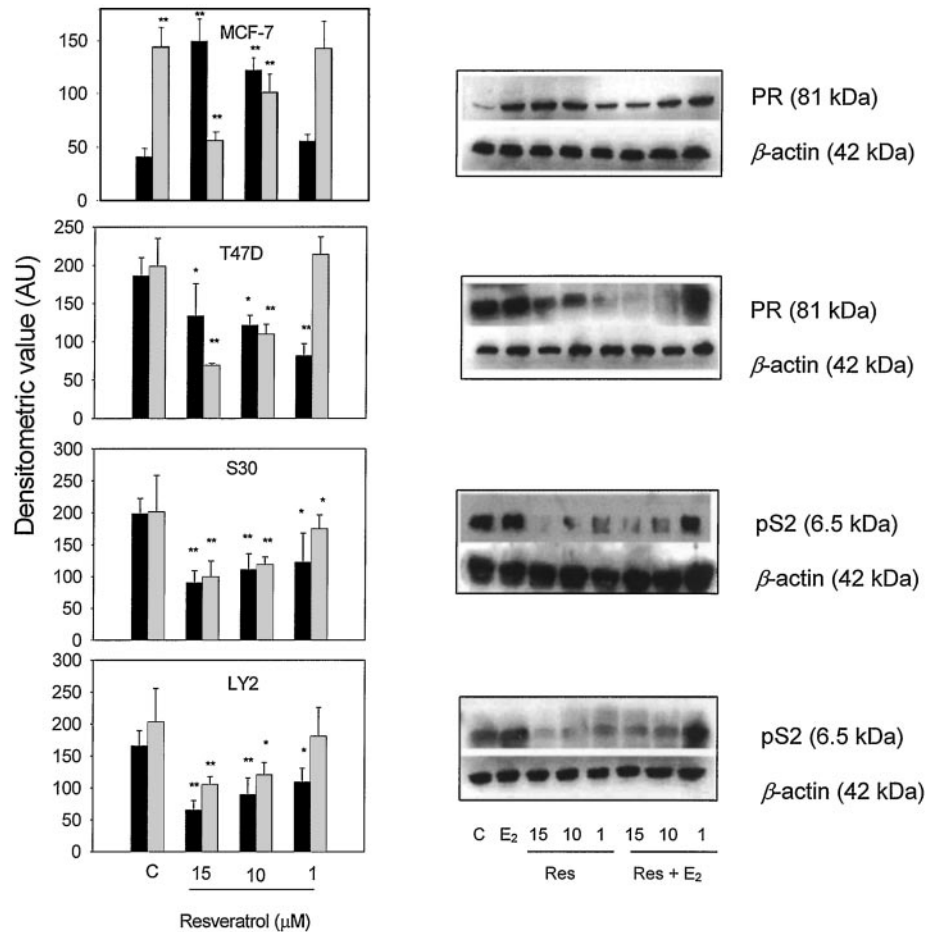 Densitometric value (AU)
MCF-7
150
100
50
0
** ** ** ** **
T47D
250
200
150
100
50
0
* ** * ** **
S30
300
250
200
150
100
50
0
** ** ** ** * *
LY2
300
250
200
150
100
50
0
** ** ** * *
C 15 10 1
Resveratrol (μM)
PR (81 kDa)
β-actin (42 kDa)
PR (81 kDa)
β-actin (42 kDa)
pS2 (6.5 kDa)
β-actin (42 kDa)
pS2 (6.5 kDa)
β-actin (42 kDa)
C E₂ 15 10 1 15 10 1
Res Res + E₂